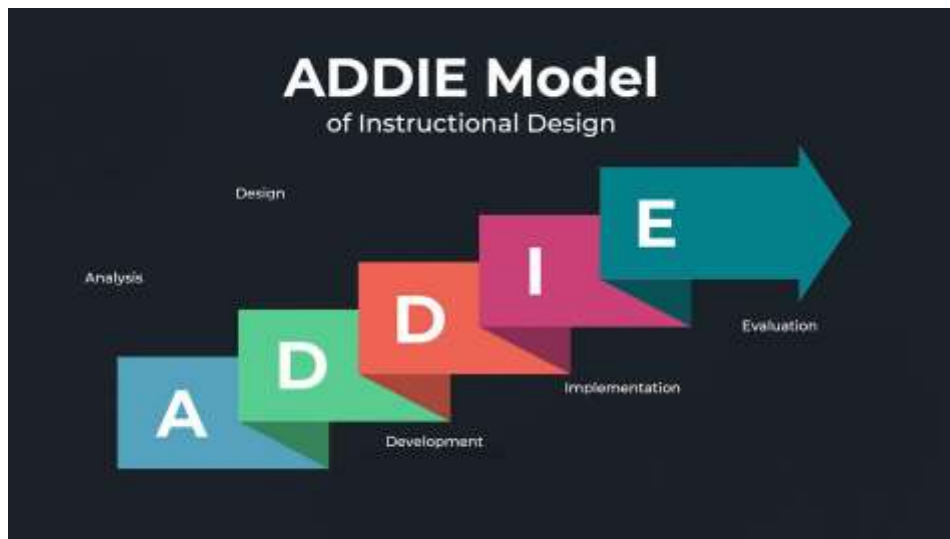 ADDIE Model
of Instructional Design
Design
Analysis
E
I
D
D
A
Evaluation
Implementation
Development